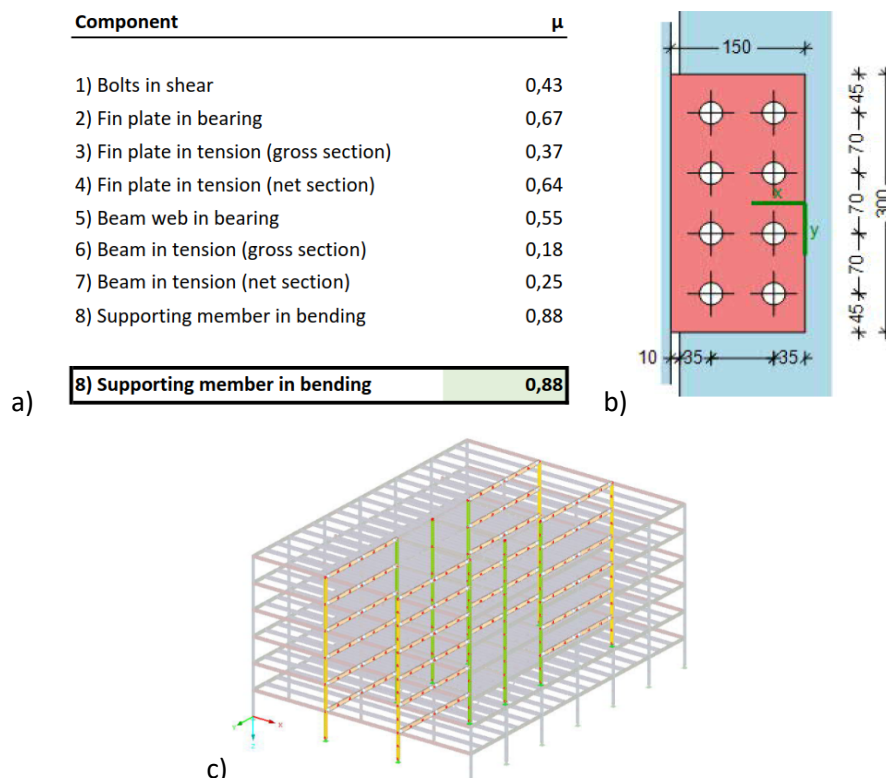 Component μ
1) Bolts in shear 0,43
2) Fin plate in bearing 0,67
3) Fin plate in tension (gross section) 0,37
4) Fin plate in tension (net section) 0,64
5) Beam web in bearing 0,55
6) Beam in tension (gross section) 0,18
7) Beam in tension (net section) 0,25
8) Supporting member in bending 0,88
8) Supporting member in bending 0,88
a)
150
45
70
70
70
45
300
x
y
10 35 35
b)
x
Y
Z
c)